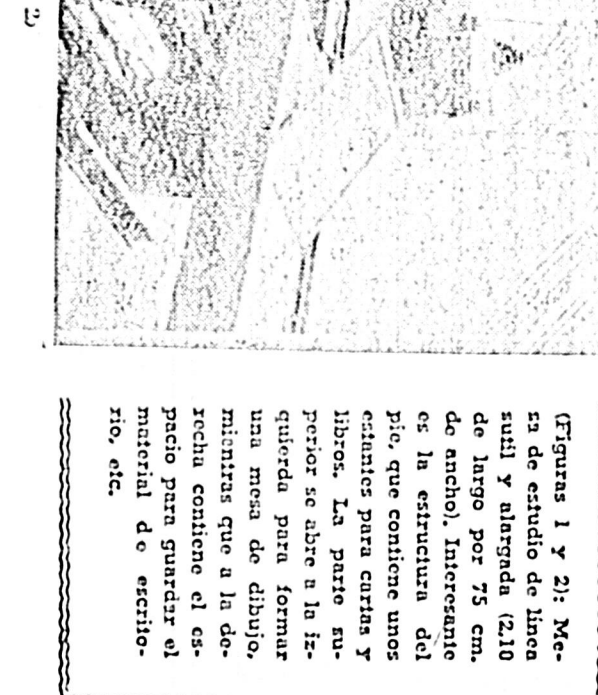 (Figuras 1 y 2): Me-
sa de estudio de línea
sutil y alargada (2,10
de largo por 75 cm.
de ancho). Interesante
es la estructura del
pie, que contiene unos
estantes para cartas y
libros. La parte su-
perior se abre a la iz-
quierda para formar
una mesa de dibujo,
mientras que a la de-
recha contiene el es-
pacio para guardar el
material de escrito-
rio, etc.
2)